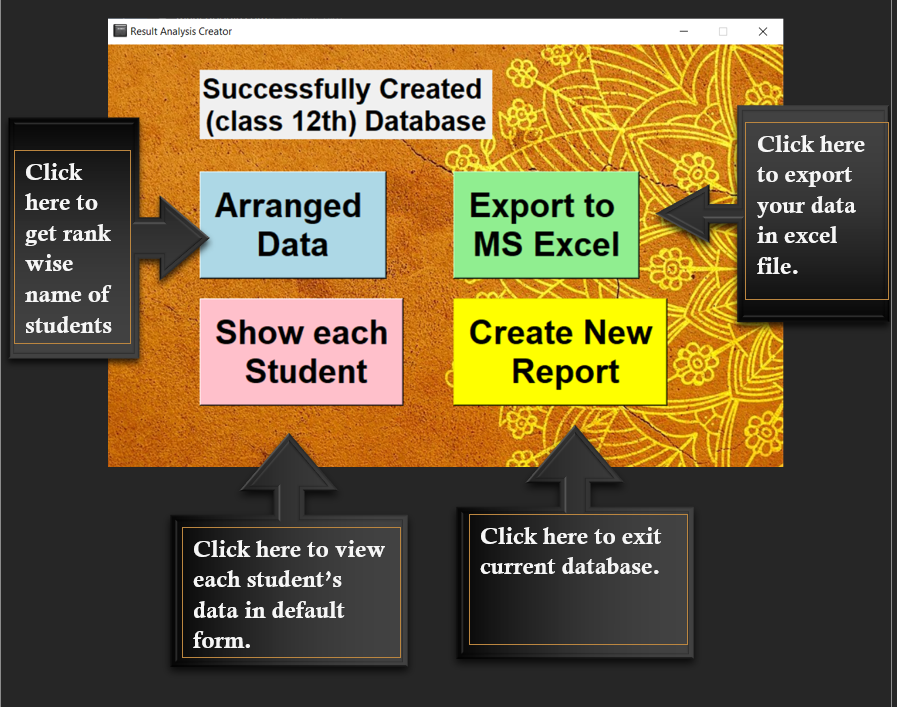 Result Analysis Creator
Successfully Created
(class 12th) Database
Click
here to
get rank
wise
name of
students
Arranged
Data
Export to
MS Excel
Click here
to export
your data
in excel
file.
Show each
Student
Create New
Report
Click here to view
each student’s
data in default
form.
Click here to exit
current database.